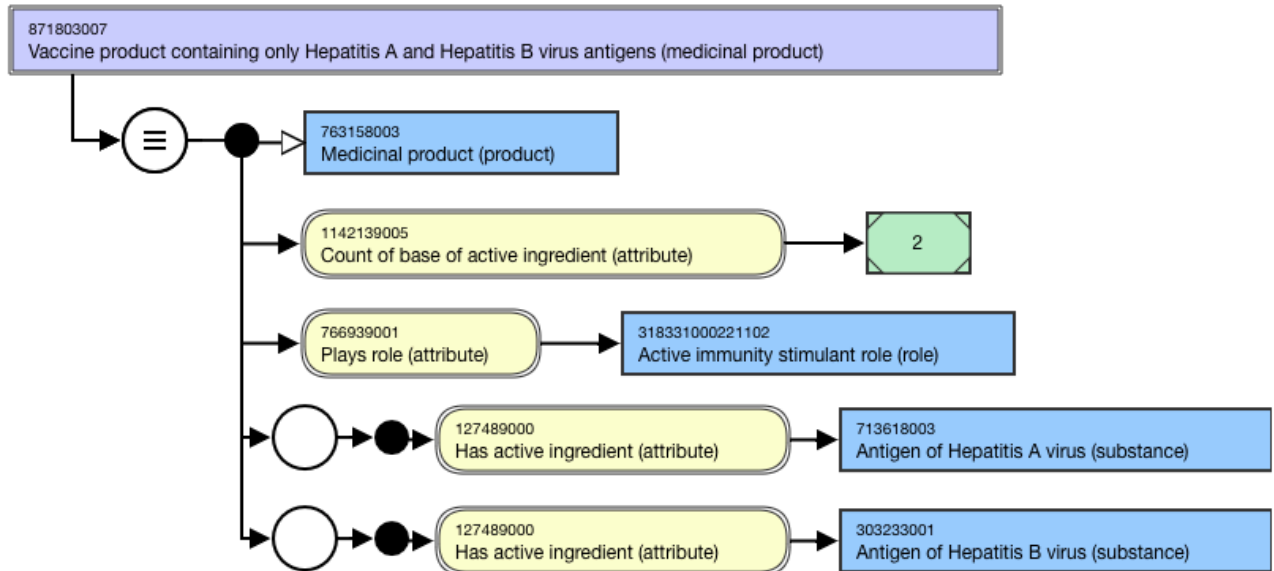 871803007
Vaccine product containing only Hepatitis A and Hepatitis B virus antigens (medicinal product)
763158003
Medicinal product (product)
1142139005
Count of base of active ingredient (attribute)
2
766939001
Plays role (attribute)
318331000221102
Active immunity stimulant role (role)
127489000
Has active ingredient (attribute)
713618003
Antigen of Hepatitis A virus (substance)
127489000
Has active ingredient (attribute)
303233001
Antigen of Hepatitis B virus (substance)